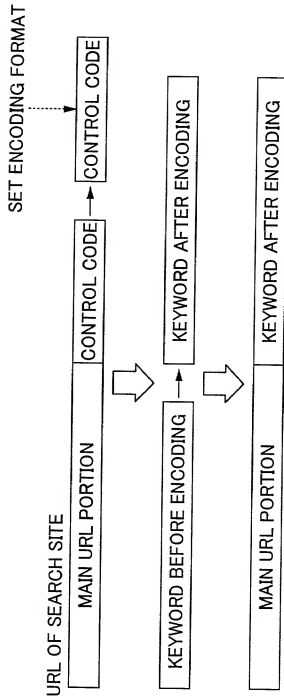 SET ENCODING FORMAT
URL OF SEARCH SITE
MAIN URL PORTION CONTROL CODE CONTROL CODE
KEYWORD BEFORE ENCODING KEYWORD AFTER ENCODING
MAIN URL PORTION KEYWORD AFTER ENCODING